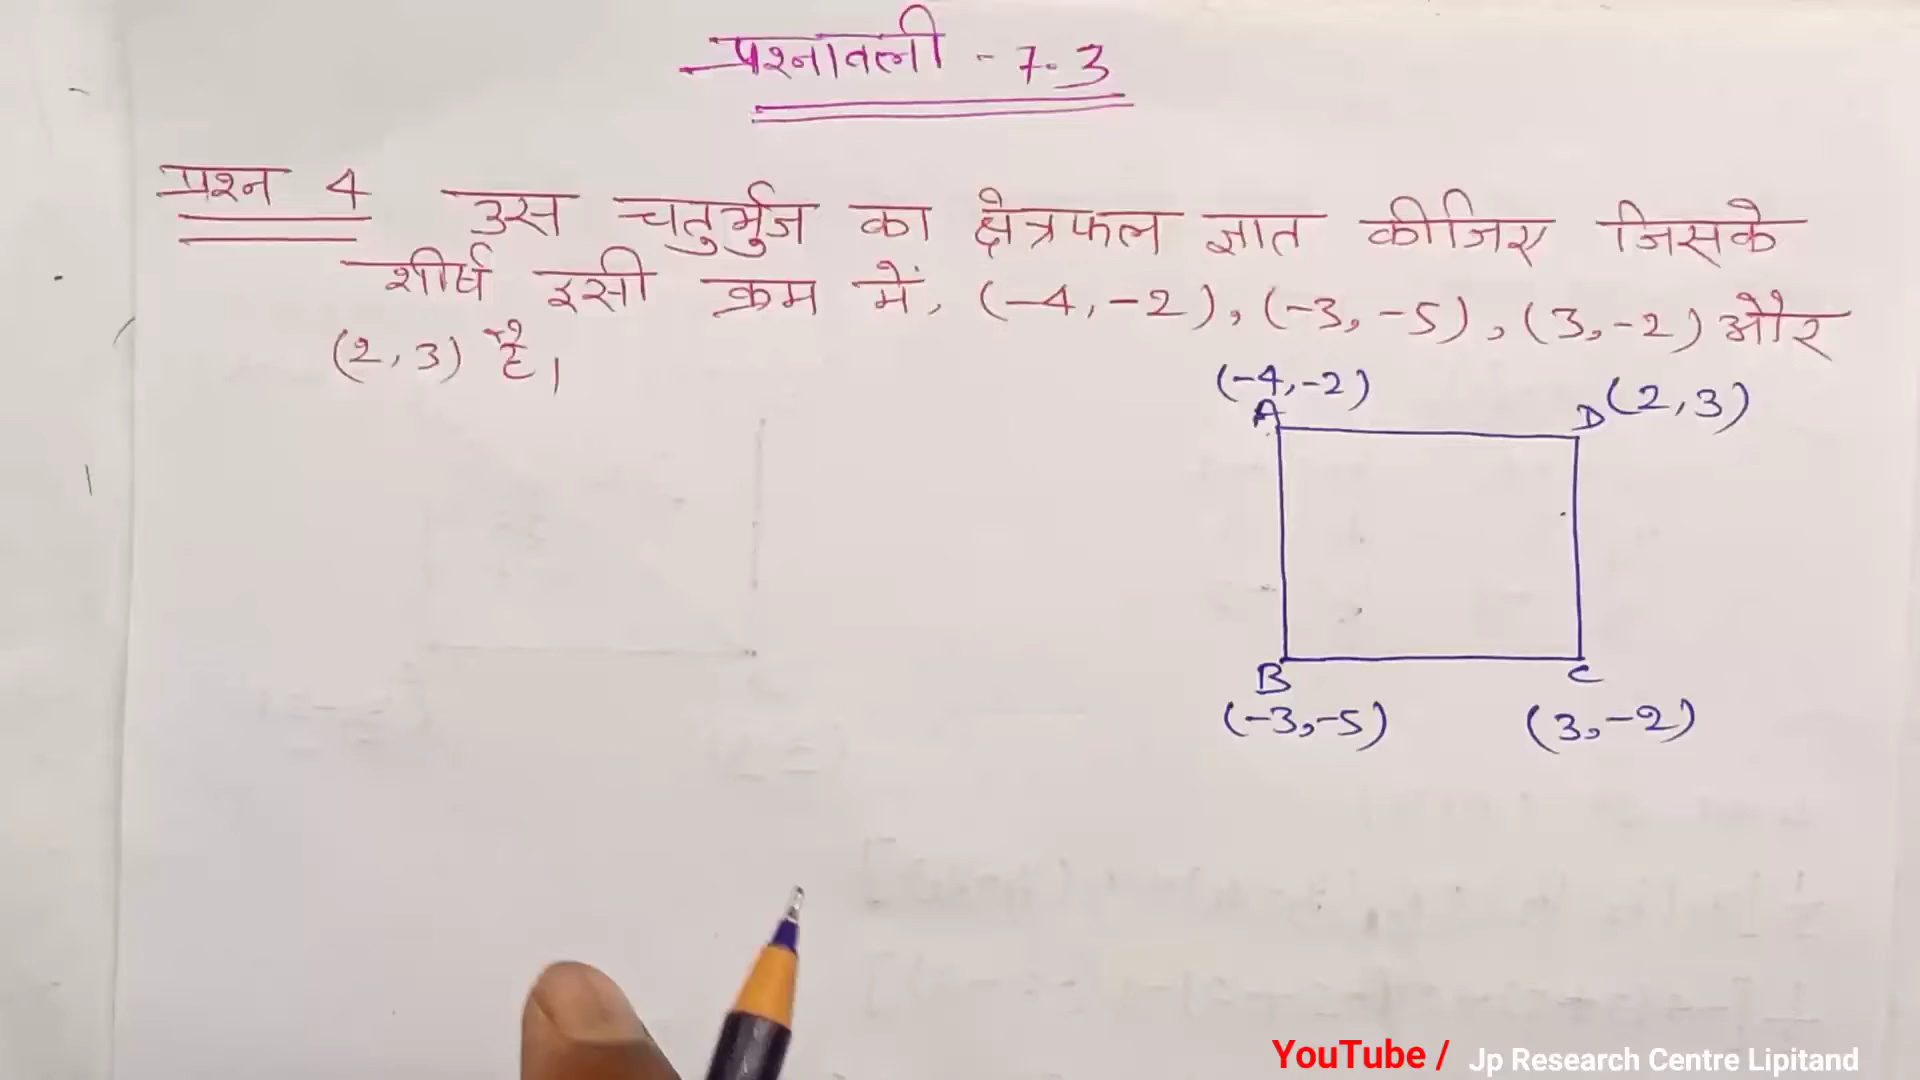 प्रश्नावली - 7.3
प्रश्न 4 उस चतुर्भुज का क्षेत्रफल ज्ञात कीजिए जिसके
शीर्ष इसी क्रम में, (-4,-2), (-3,-5), (3,-2) और
(2,3) है।
(-4,-2)
A
D (2,3)
B
C
(-3,-5)
(3,-2)
YouTube / Jp Research Centre Lipitand